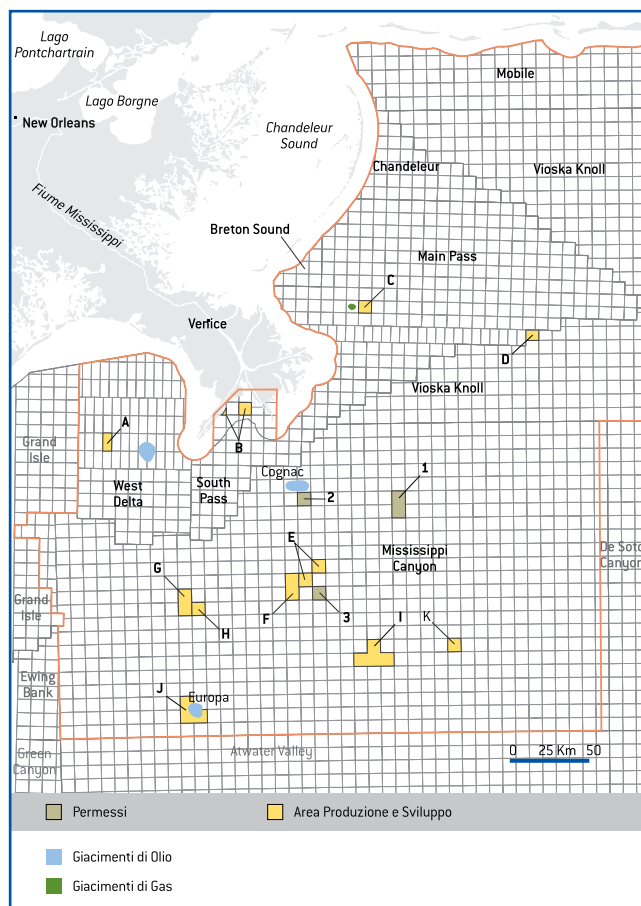 Lago
Pontchartrain
Mobile
Lago Borgne
New Orleans
Chandeleur
Sound
Chandeleur
Vioska Knoll
Fiume Mississippi
Breton Sound
Main Pass
C
Venice
D
Vioska Knoll
A
B
Grand
Isle
Cognac
1
West
Delta
South
Pass
2
E
Mississippi
Canyon
De Soto
Canyon
G
Grand
Isle
F
3
H
I
K
Ewing
Bank
J
Europa
Green
Canyon
Atwater Valley
0 25 Km 50
Permessi
Area Produzione e Sviluppo
Giacimenti di Olio
Giacimenti di Gas